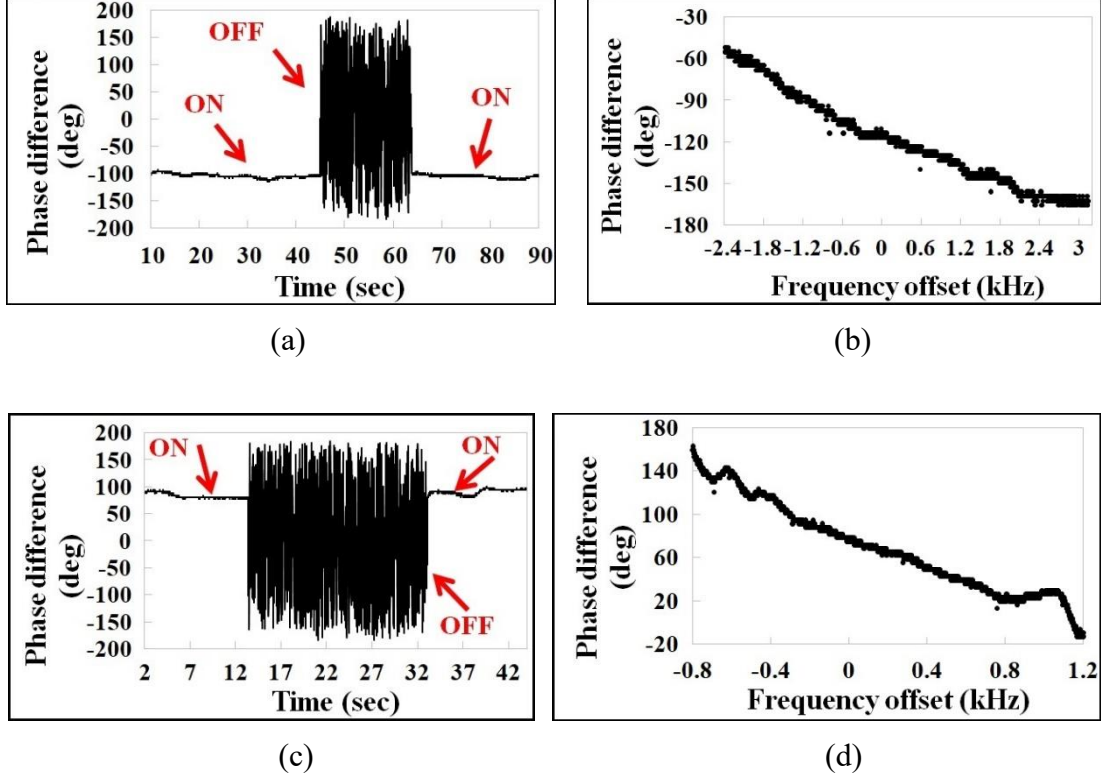 Phase difference
(deg)
200
150
100
50
0
-50
-100
-150
-200
OFF
ON
ON
10 20 30 40 50 60 70 80 90
Time (sec)
(a)
Phase difference
(deg)
-30
-60
-90
-120
-150
-180
-2.4 -1.8 -1.2 -0.6 0 0.6 1.2 1.8 2.4 3
Frequency offset (kHz)
(b)
Phase difference
(deg)
200
150
100
50
0
-50
-100
-150
-200
ON
ON
OFF
2 7 13 17 22 27 32 37 42
Time (sec)
(c)
Phase difference
(deg)
180
140
100
60
20
-20
-0.8 -0.4 0 0.4 0.8 1.2
Frequency offset (kHz)
(d)